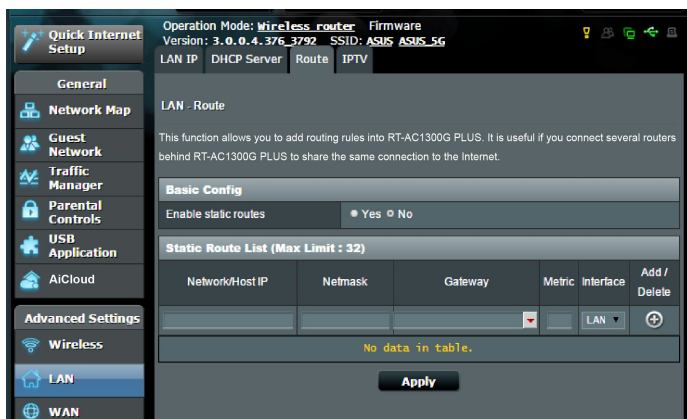 Quick Internet
Setup
General
Network Map
Guest
Network
Traffic
Manager
Parental
Controls
USB
Application
AiCloud
Advanced Settings
Wireless
LAN
WAN
Operation Mode: Wireless router Firmware
Version: 3.0.0.4.376_3792 SSID: ASUS ASUS_5G
LAN IP DHCP Server Route IPTV
LAN - Route
This function allows you to add routing rules into RT-AC1300G PLUS. It is useful if you connect several routers
behind RT-AC1300G PLUS to share the same connection to the Internet.
Basic Config
Enable static routes Yes No
Static Route List (Max Limit : 32)
Network/Host IP Netmask Gateway Metric Interface Add /
Delete
LAN
No data in table.
Apply